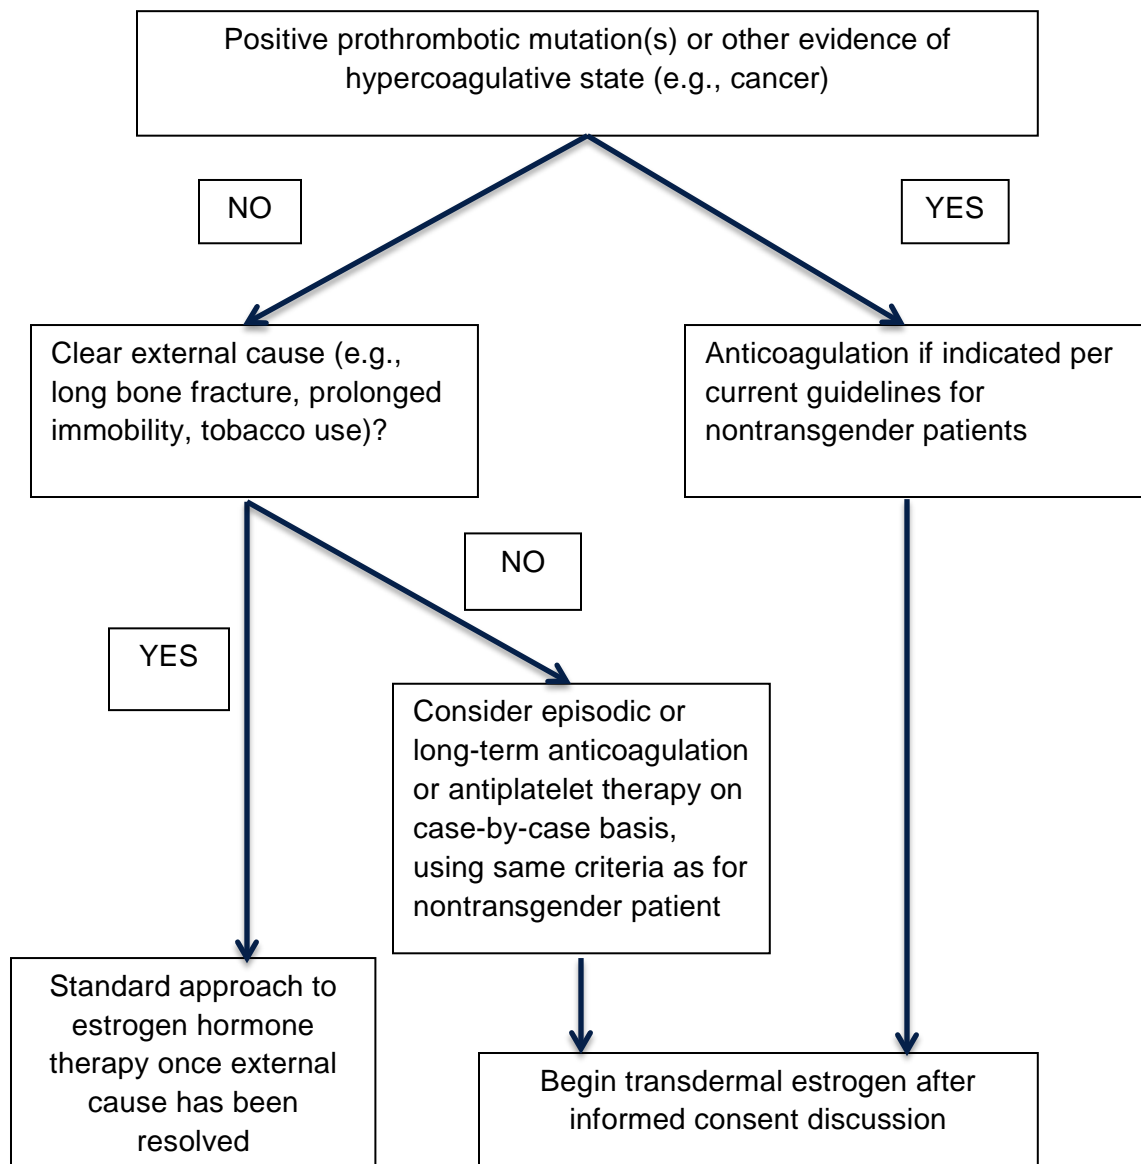 Positive prothrombotic mutation(s) or other evidence of
hypercoagulative state (e.g., cancer)
NO
YES
Clear external cause (e.g.,
long bone fracture, prolonged
immobility, tobacco use)?
Anticoagulation if indicated per
current guidelines for
nontransgender patients
NO
YES
Consider episodic or
long-term anticoagulation
or antiplatelet therapy on
case-by-case basis,
using same criteria as for
nontransgender patient
Standard approach to
estrogen hormone
therapy once external
cause has been
resolved
Begin transdermal estrogen after
informed consent discussion